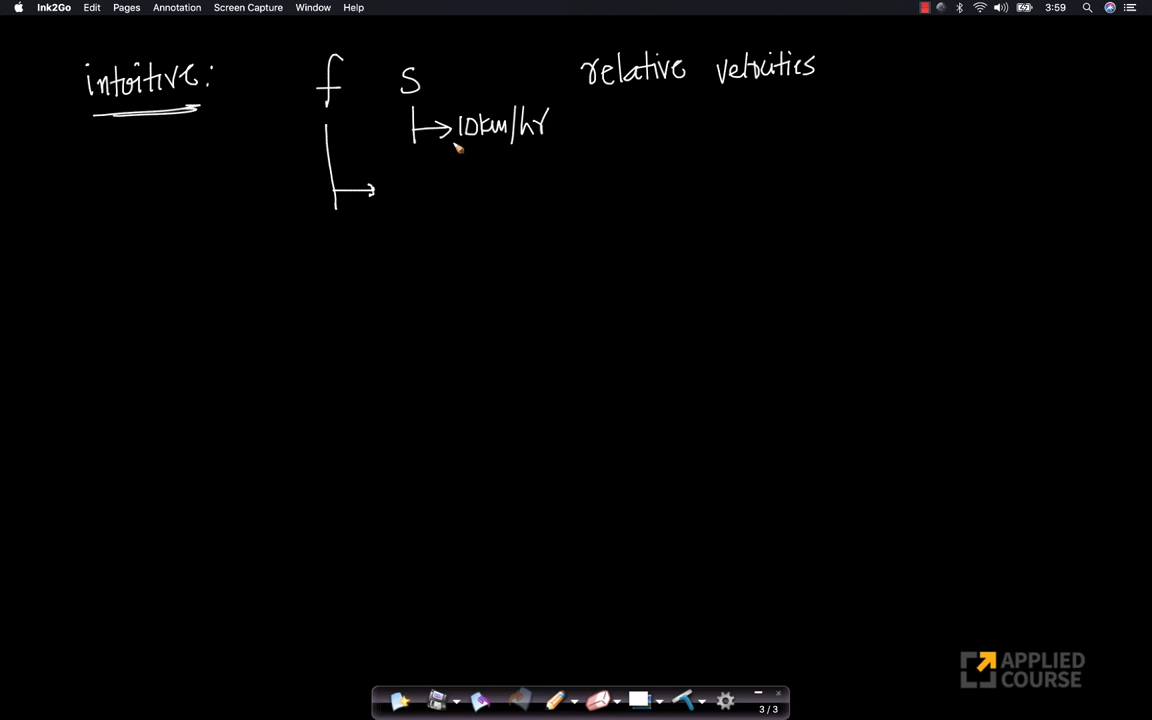 Ink2Go Edit Pages Annotation Screen Capture Window Help 3:59
intuitive: f s relative velocities
10km/hr
APPLIED
COURSE
3 / 3